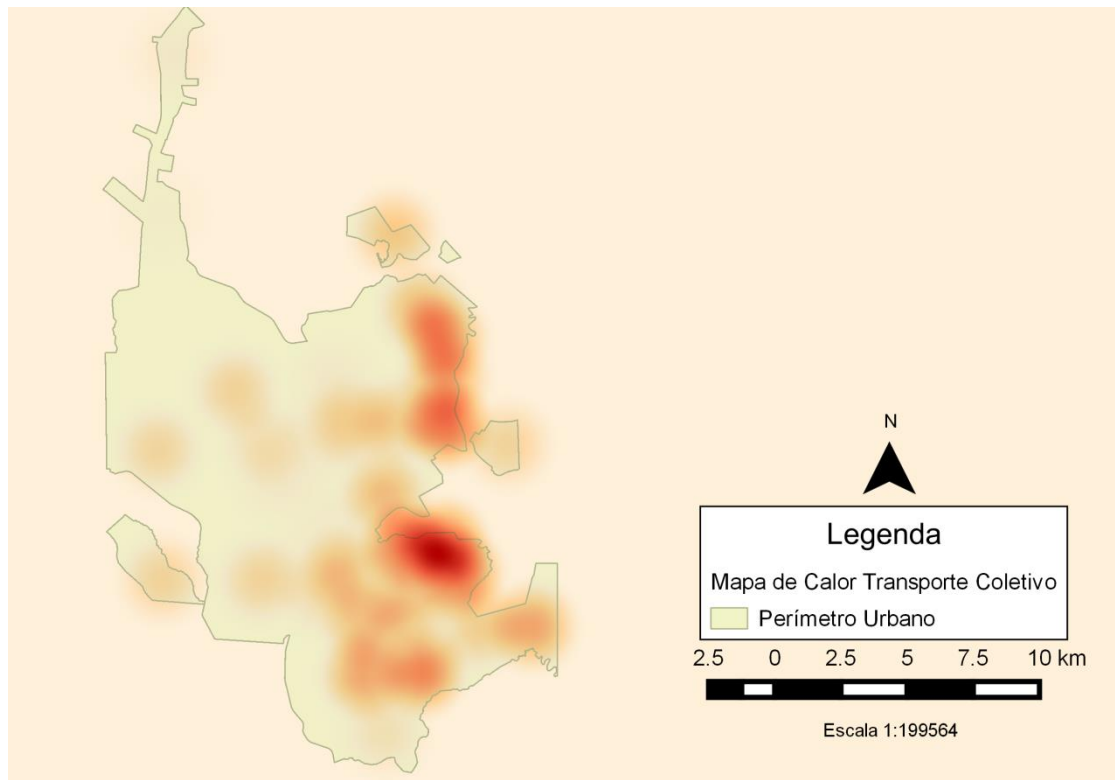 N
Legenda
Mapa de Calor Transporte Coletivo
Perímetro Urbano
2.5 0 2.5 5 7.5 10 km
Escala 1:199564